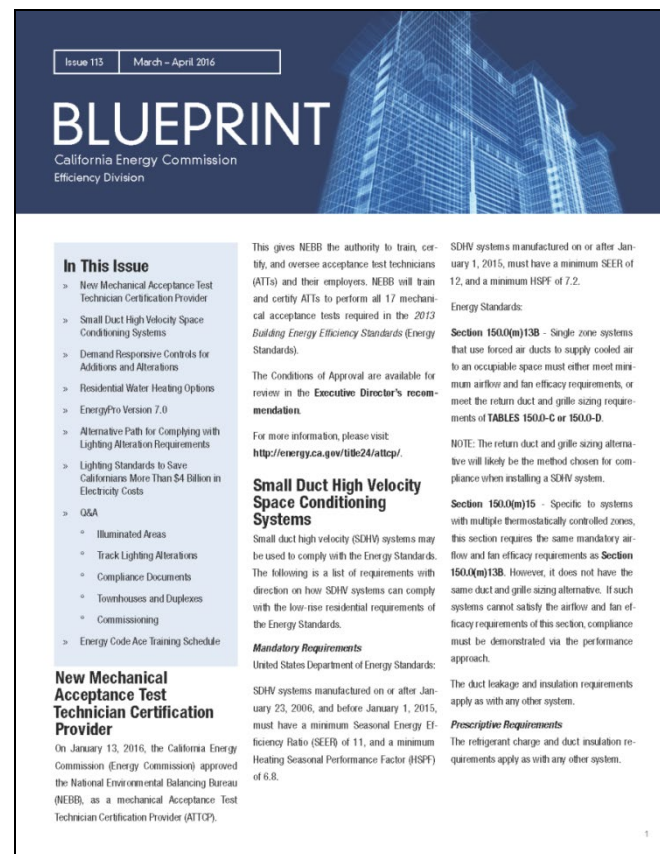 Issue 113
March – April 2016
BLUEPRINT
California Energy Commission
Efficiency Division
In This Issue
» New Mechanical Acceptance Test
Technician Certification Provider
» Small Duct High Velocity Space
Conditioning Systems
» Demand Responsive Controls for
Additions and Alterations
» Residential Water Heating Options
» EnergyPro Version 7.0
» Alternative Path for Complying with
Lighting Alteration Requirements
» Lighting Standards to Save
Californians More Than $4 Billion in
Electricity Costs
» Q&A
° Illuminated Areas
° Track Lighting Alterations
° Compliance Documents
° Townhouses and Duplexes
° Commissioning
» Energy Code Ace Training Schedule
New Mechanical
Acceptance Test
Technician Certification
Provider
On January 13, 2016, the California Energy
Commission (Energy Commission) approved
the National Environmental Balancing Bureau
(NEBB), as a mechanical Acceptance Test
Technician Certification Provider (ATTCP).
This gives NEBB the authority to train, cer-
tify, and oversee acceptance test technicians
(ATTs) and their employers. NEBB will train
and certify ATTs to perform all 17 mechani-
cal acceptance tests required in the 2013
Building Energy Efficiency Standards (Energy
Standards).
The Conditions of Approval are available for
review in the Executive Director's recom-
mendation.
For more information, please visit:
http://energy.ca.gov/title24/attcp/.
Small Duct High Velocity
Space Conditioning
Systems
Small duct high velocity (SDHV) systems may
be used to comply with the Energy Standards.
The following is a list of requirements with
direction on how SDHV systems can comply
with the low-rise residential requirements of
the Energy Standards.
Mandatory Requirements
United States Department of Energy Standards:
SDHV systems manufactured on or after Jan-
uary 23, 2006, and before January 1, 2015,
must have a minimum Seasonal Energy Ef-
ficiency Ratio (SEER) of 11, and a minimum
Heating Seasonal Performance Factor (HSPF)
of 6.8.
SDHV systems manufactured on or after Jan-
uary 1, 2015, must have a minimum SEER of
12, and a minimum HSPF of 7.2.
Energy Standards:
Section 150.0(m)13B - Single zone systems
that use forced air ducts to supply cooled air
to an occupiable space must either meet mini-
mum airflow and fan efficacy requirements, or
meet the return duct and grille sizing require-
ments of TABLES 150.0-C or 150.0-D.
NOTE: The return duct and grille sizing alterna-
tive will likely be the method chosen for com-
pliance when installing a SDHV system.
Section 150.0(m)15 - Specific to systems
with multiple thermostatically controlled zones,
this section requires the same mandatory air-
flow and fan efficacy requirements as Section
150.0(m)13B. However, it does not have the
same duct and grille sizing alternative. If such
systems cannot satisfy the airflow and fan ef-
ficacy requirements of this section, compliance
must be demonstrated via the performance
approach.
The duct leakage and insulation requirements
apply as with any other system.
Prescriptive Requirements
The refrigerant charge and duct insulation re-
quirements apply as with any other system.
1